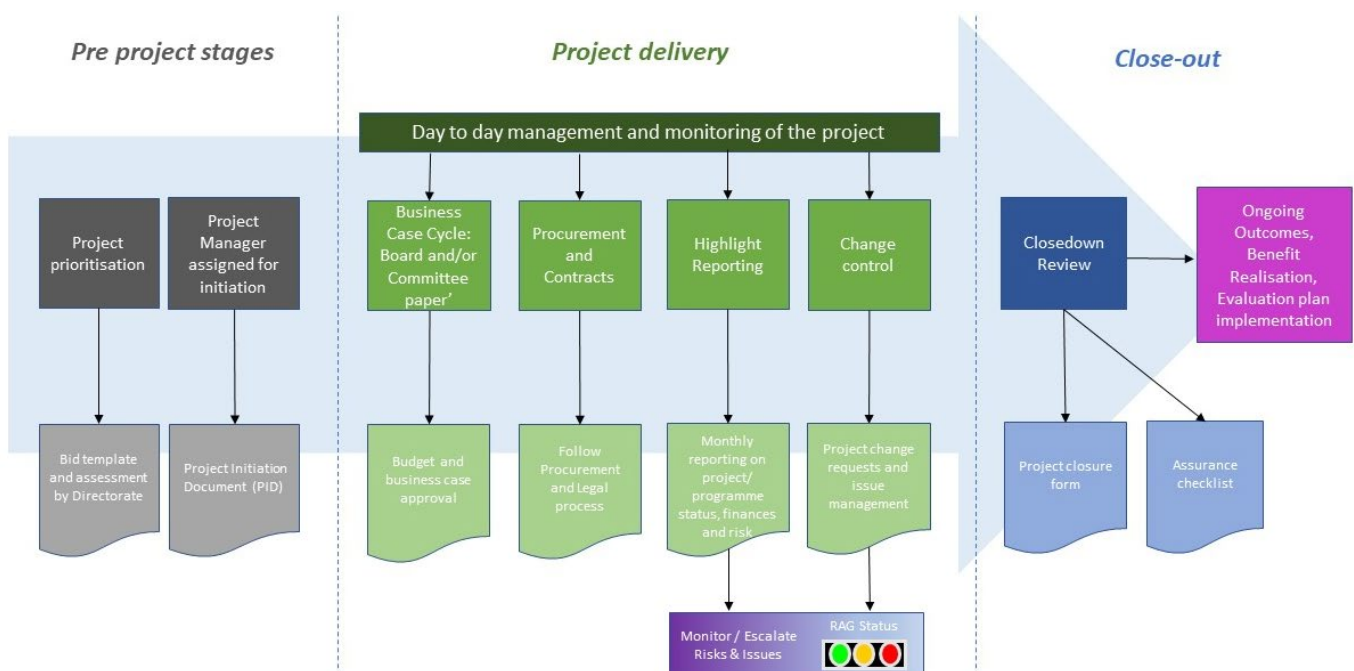 Pre project stages
Project delivery
Close-out
Day to day management and monitoring of the project
Project
prioritisation
Project
Manager
assigned for
initiation
Business
Case Cycle:
Board and/or
Committee
paper’
Procurement
and
Contracts
Highlight
Reporting
Change
control
Closedown
Review
Ongoing
Outcomes,
Benefit
Realisation,
Evaluation plan
implementation
Bid template
and assessment
by Directorate
Project Initiation
Document (PID)
Budget and
business case
approval
Follow
Procurement
and Legal
process
Monthly
reporting on
project/
programme
status, finances
and risk
Project change
requests and
issue
management
Project closure
form
Assurance
checklist
Monitor / Escalate
Risks & Issues
RAG Status